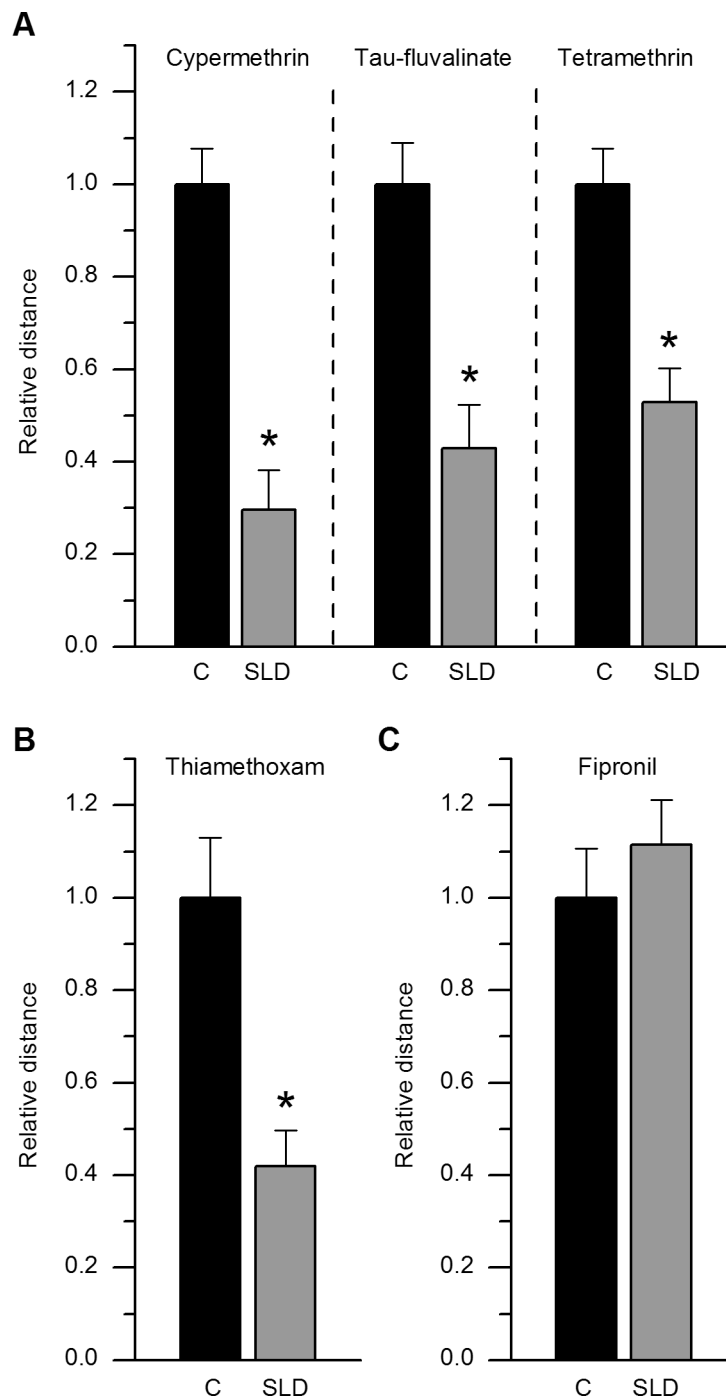 A
Cypermethrin Tau-fluvalinate Tetramethrin
1.2
1.0
0.8
0.6
0.4
0.2
0.0
Relative distance
* * *
C SLD C SLD C SLD
B
Thiamethoxam
1.2
1.0
0.8
0.6
0.4
0.2
0.0
Relative distance
*
C SLD
C
Fipronil
1.2
1.0
0.8
0.6
0.4
0.2
0.0
Relative distance
C SLD